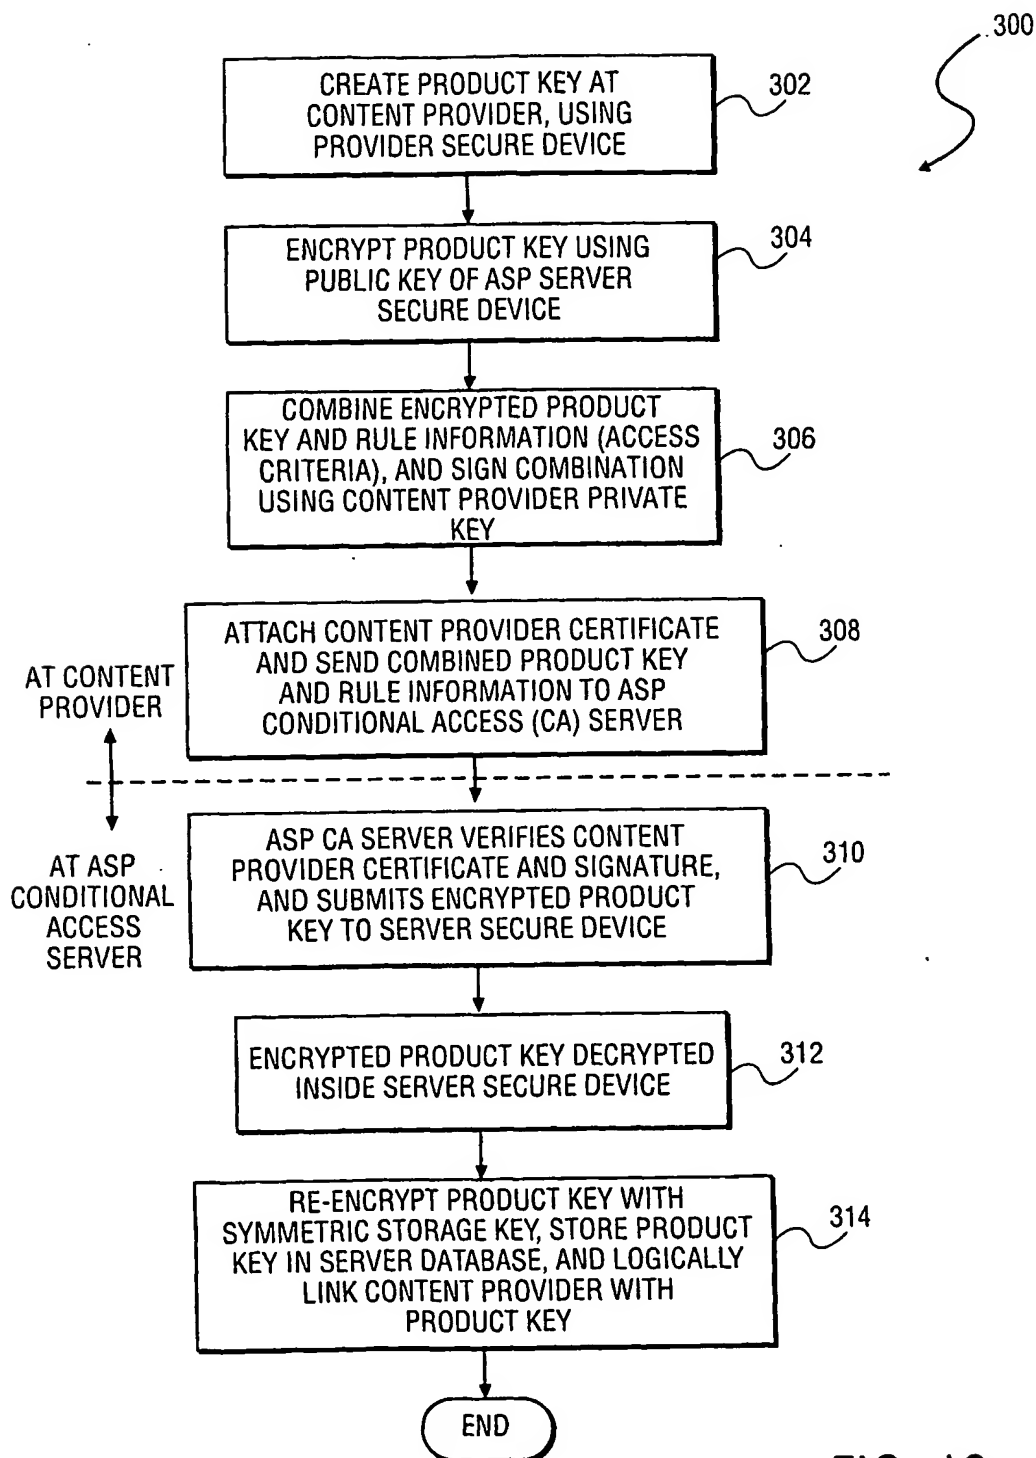 300
CREATE PRODUCT KEY AT
CONTENT PROVIDER, USING
PROVIDER SECURE DEVICE
302
ENCRYPT PRODUCT KEY USING
PUBLIC KEY OF ASP SERVER
SECURE DEVICE
304
COMBINE ENCRYPTED PRODUCT
KEY AND RULE INFORMATION (ACCESS
CRITERIA), AND SIGN COMBINATION
USING CONTENT PROVIDER PRIVATE
KEY
306
ATTACH CONTENT PROVIDER CERTIFICATE
AND SEND COMBINED PRODUCT KEY
AND RULE INFORMATION TO ASP
CONDITIONAL ACCESS (CA) SERVER
308
AT CONTENT
PROVIDER
AT ASP
CONDITIONAL
ACCESS
SERVER
ASP CA SERVER VERIFIES CONTENT
PROVIDER CERTIFICATE AND SIGNATURE,
AND SUBMITS ENCRYPTED PRODUCT
KEY TO SERVER SECURE DEVICE
310
ENCRYPTED PRODUCT KEY DECRYPTED
INSIDE SERVER SECURE DEVICE
312
RE-ENCRYPT PRODUCT KEY WITH
SYMMETRIC STORAGE KEY, STORE PRODUCT
KEY IN SERVER DATABASE, AND LOGICALLY
LINK CONTENT PROVIDER WITH
PRODUCT KEY
314
END